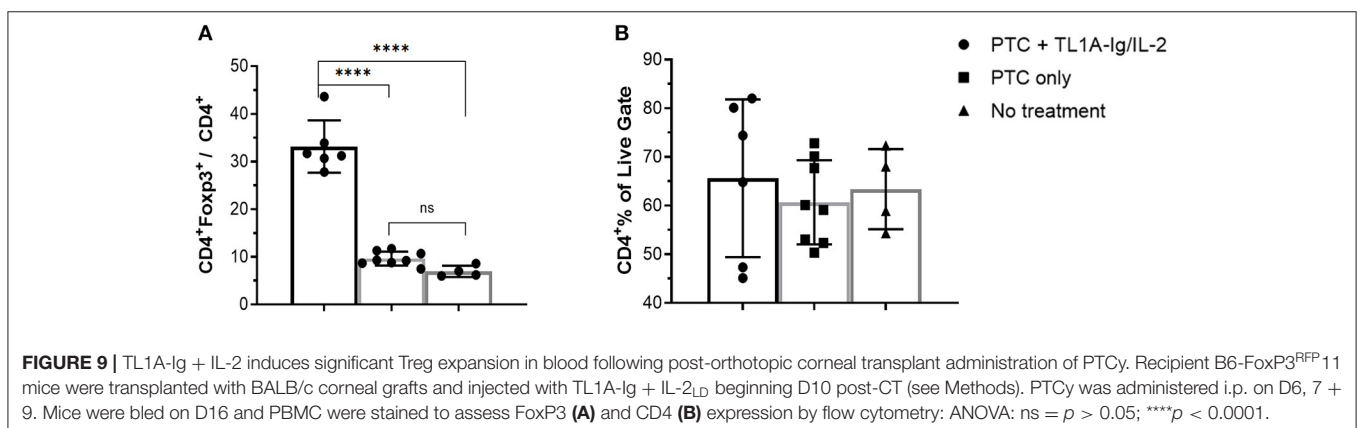 A
****
****
50
40
30
20
10
0
ns
CD4⁺Foxp3⁺ / CD4⁺
B
90
80
70
60
50
40
CD4⁺% of Live Gate
PTC + TL1A-Ig/IL-2
PTC only
No treatment
FIGURE 9 | TL1A-Ig + IL-2 induces significant Treg expansion in blood following post-orthotopic corneal transplant administration of PTCy. Recipient B6-FoxP3ᴿᶠᴾ11
mice were transplanted with BALB/c corneal grafts and injected with TL1A-Ig + IL-2LD beginning D10 post-CT (see Methods). PTCy was administered i.p. on D6, 7 +
9. Mice were bled on D16 and PBMC were stained to assess FoxP3 (A) and CD4 (B) expression by flow cytometry: ANOVA: ns = p > 0.05; ****p < 0.0001.